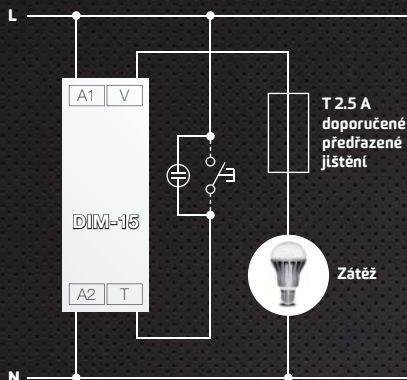 L
A1 V
T 2.5 A
doporučené
předřazené
jištění
DIM-15
Zátěž
A2 T
N